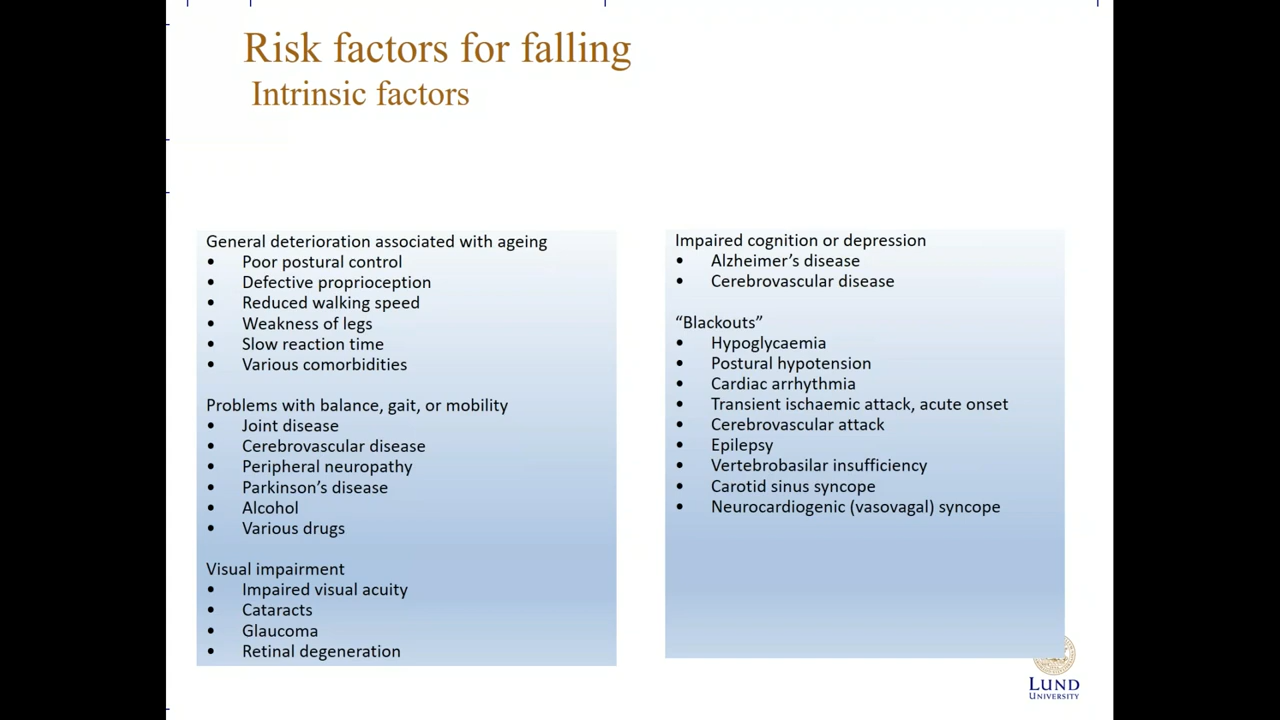 Risk factors for falling
Intrinsic factors
General deterioration associated with ageing
• Poor postural control
• Defective proprioception
• Reduced walking speed
• Weakness of legs
• Slow reaction time
• Various comorbidities
Problems with balance, gait, or mobility
• Joint disease
• Cerebrovascular disease
• Peripheral neuropathy
• Parkinson’s disease
• Alcohol
• Various drugs
Visual impairment
• Impaired visual acuity
• Cataracts
• Glaucoma
• Retinal degeneration
Impaired cognition or depression
• Alzheimer’s disease
• Cerebrovascular disease
“Blackouts”
• Hypoglycaemia
• Postural hypotension
• Cardiac arrhythmia
• Transient ischaemic attack, acute onset
• Cerebrovascular attack
• Epilepsy
• Vertebrobasilar insufficiency
• Carotid sinus syncope
• Neurocardiogenic (vasovagal) syncope
LUND
UNIVERSITY